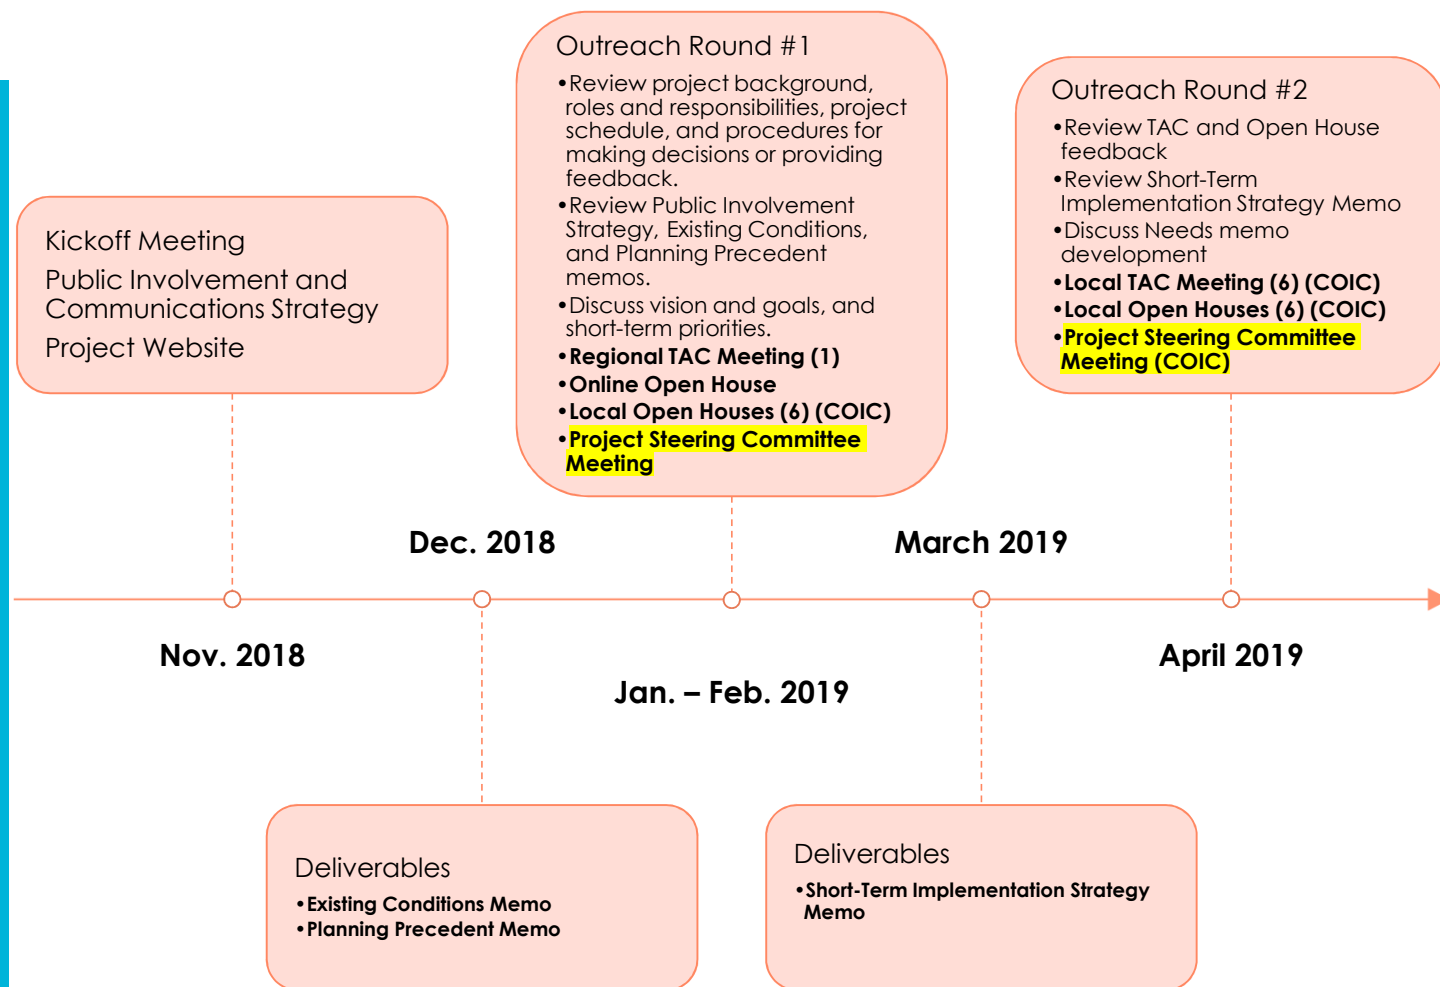 Kickoff Meeting
Public Involvement and
Communications Strategy
Project Website
Outreach Round #1
•Review project background,
roles and responsibilities, project
schedule, and procedures for
making decisions or providing
feedback.
•Review Public Involvement
Strategy, Existing Conditions,
and Planning Precedent
memos.
•Discuss vision and goals, and
short-term priorities.
•Regional TAC Meeting (1)
•Online Open House
•Local Open Houses (6) (COIC)
•Project Steering Committee
Meeting
Outreach Round #2
•Review TAC and Open House
feedback
•Review Short-Term
Implementation Strategy Memo
•Discuss Needs memo
development
•Local TAC Meeting (6) (COIC)
•Local Open Houses (6) (COIC)
•Project Steering Committee
Meeting (COIC)
Dec. 2018
March 2019
Nov. 2018
Jan. – Feb. 2019
April 2019
Deliverables
•Existing Conditions Memo
•Planning Precedent Memo
Deliverables
•Short-Term Implementation Strategy
Memo